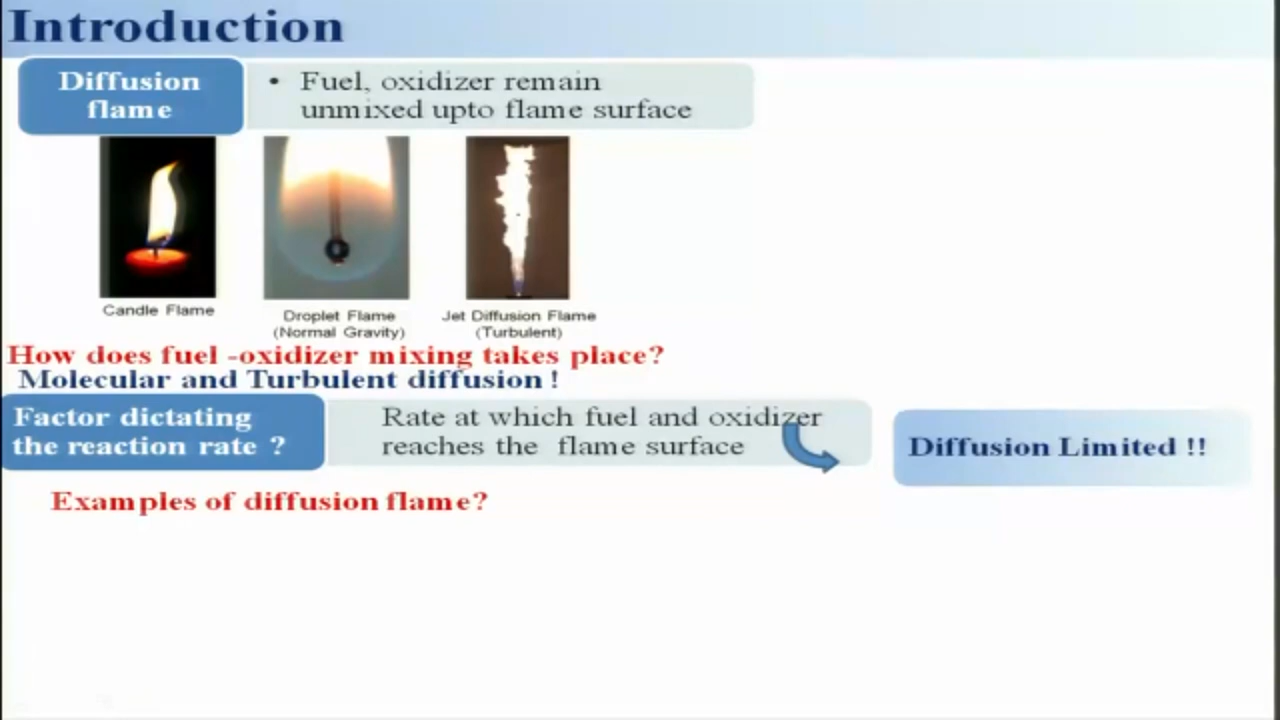 Introduction
Diffusion
flame
• Fuel, oxidizer remain
unmixed upto flame surface
Candle Flame
Droplet Flame
(Normal Gravity)
Jet Diffusion Flame
(Turbulent)
How does fuel -oxidizer mixing takes place?
Molecular and Turbulent diffusion !
Factor dictating
the reaction rate ?
Rate at which fuel and oxidizer
reaches the flame surface
Diffusion Limited !!
Examples of diffusion flame?